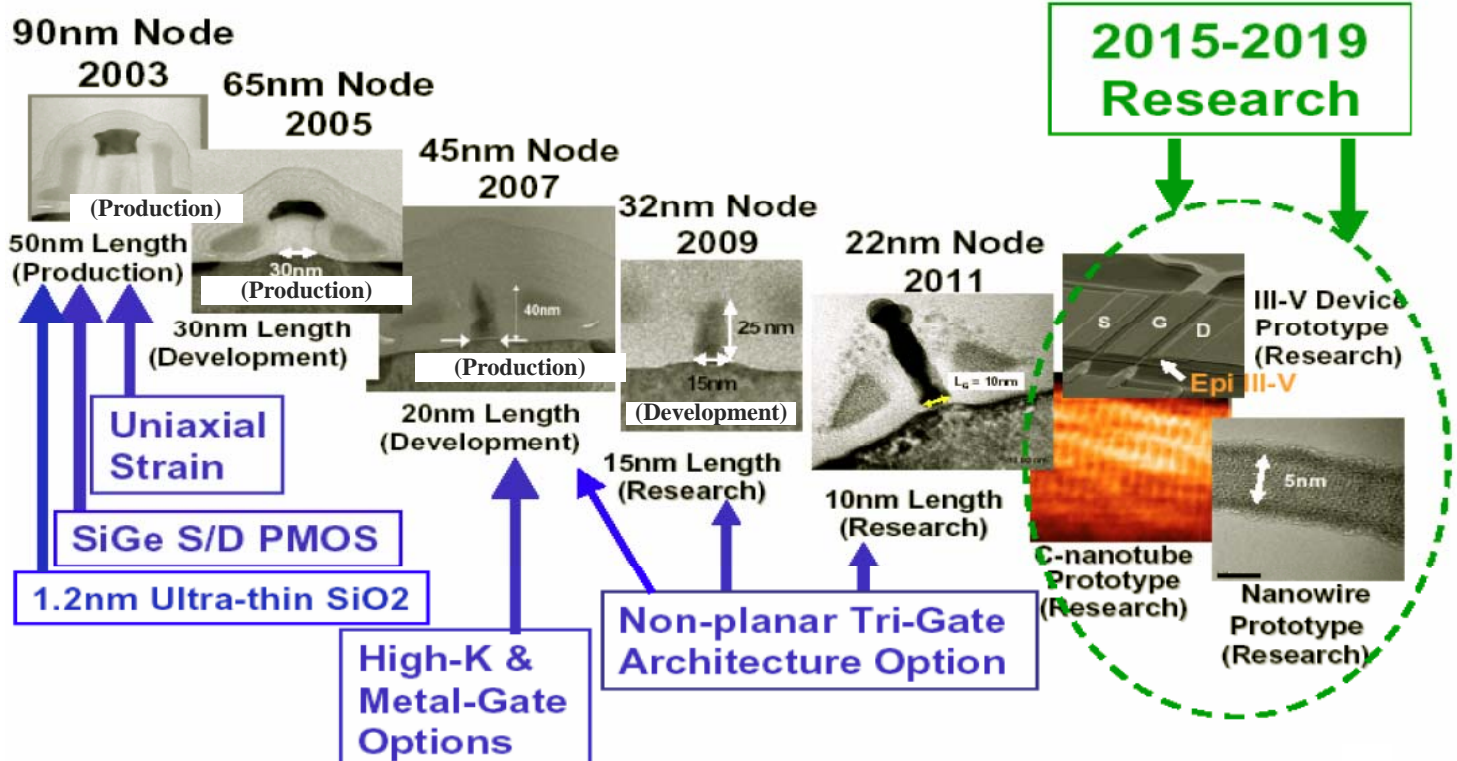 90nm Node
2003
(Production)
50nm Length
(Production)
65nm Node
2005
30nm
(Production)
30nm Length
(Development)
45nm Node
2007
40nm
(Production)
20nm Length
(Development)
32nm Node
2009
25 nm
15nm
(Development)
15nm Length
(Research)
22nm Node
2011
LG = 10nm
10nm Length
(Research)
2015-2019
Research
S G D
Epi III-V
III-V Device
Prototype
(Research)
C-nanotube
Prototype
(Research)
5nm
Nanowire
Prototype
(Research)
Uniaxial
Strain
SiGe S/D PMOS
1.2nm Ultra-thin SiO2
High-K &
Metal-Gate
Options
Non-planar Tri-Gate
Architecture Option